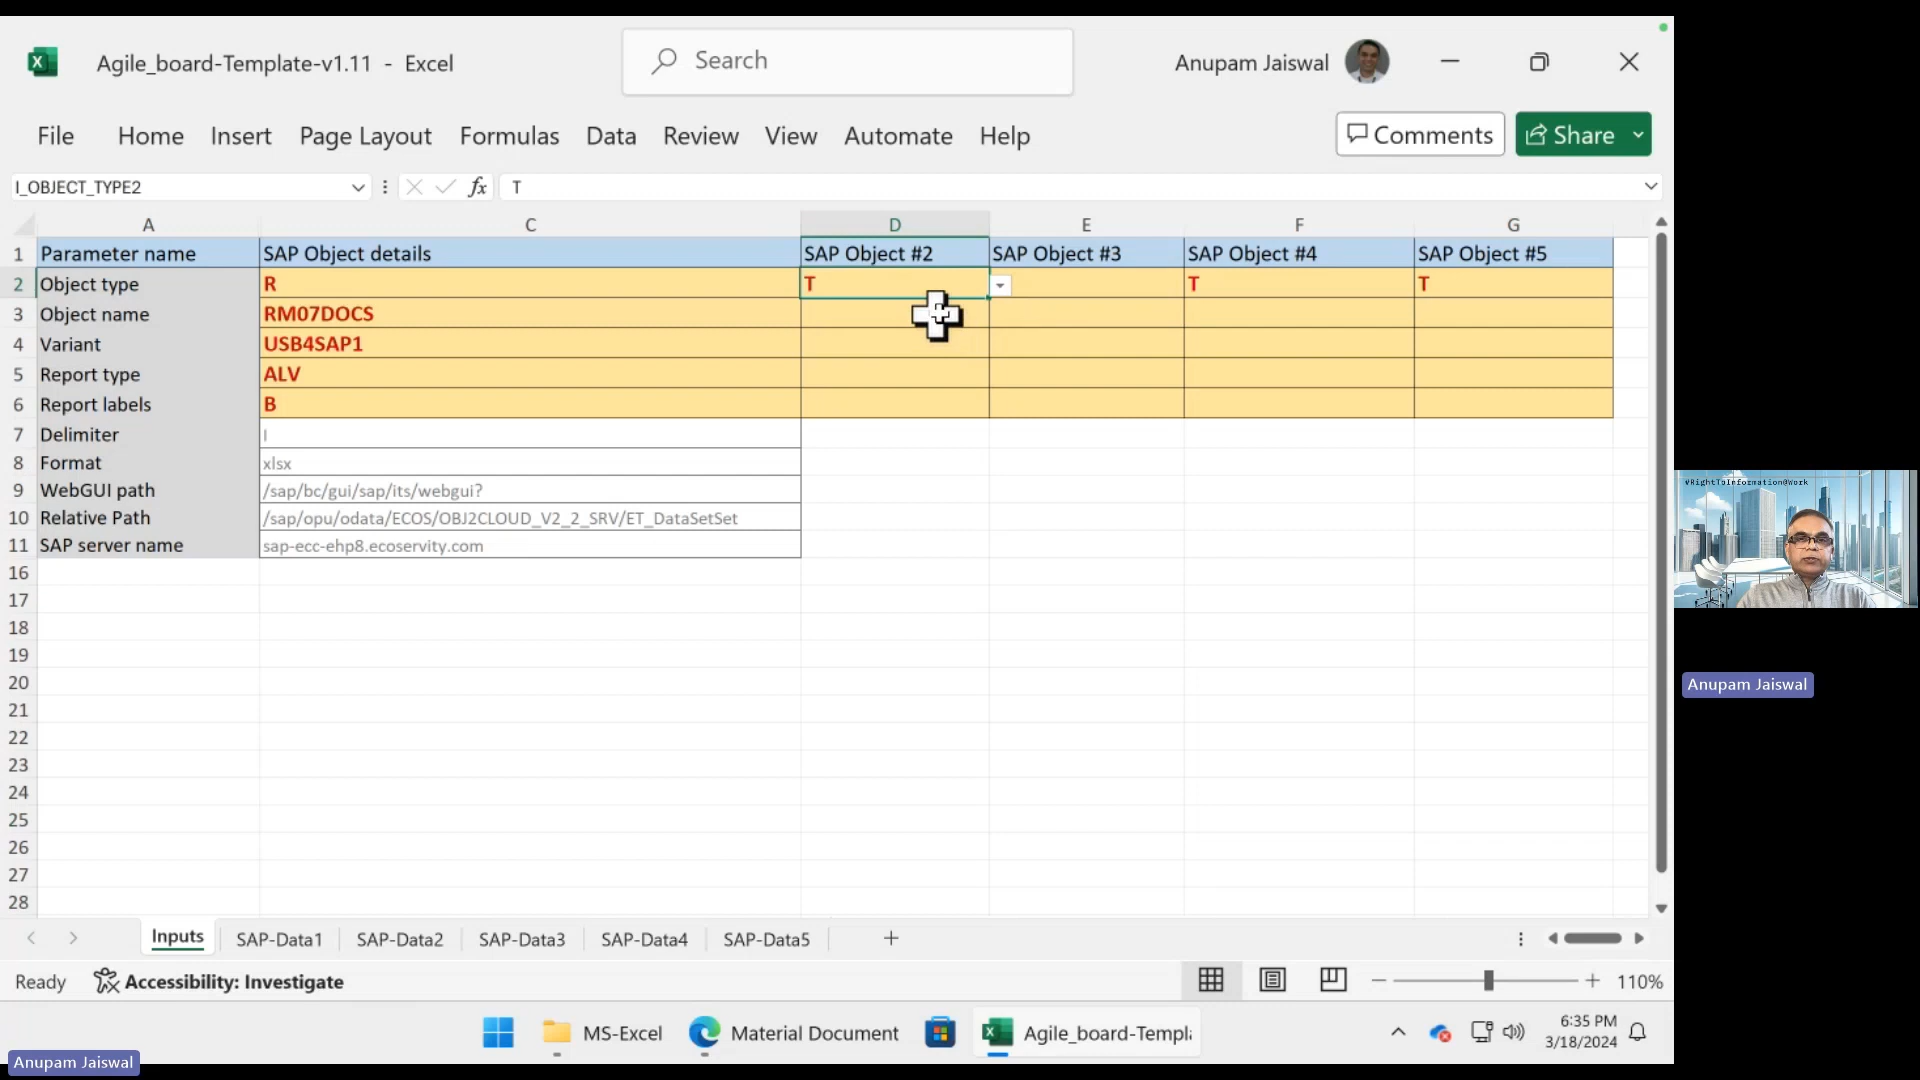 Agile_board-Template-v1.11 - Excel
Search
Anupam Jaiswal
File Home Insert Page Layout Formulas Data Review View Automate Help
Comments Share
I_OBJECT_TYPE2 fx T
A C D E F G
1 Parameter name SAP Object details SAP Object #2 SAP Object #3 SAP Object #4 SAP Object #5
2 Object type R T T T
3 Object name RM07DOCS
4 Variant USB4SAP1
5 Report type ALV
6 Report labels B
7 Delimiter |
8 Format xlsx
9 WebGUI path /sap/bc/gui/sap/its/webgui?
10 Relative Path /sap/opu/odata/ECOS/OBJ2CLOUD_V2_2_SRV/ET_DataSetSet
11 SAP server name sap-ecc-ehp8.ecoservity.com
16
17
18
19
20
21
22
23
24
25
26
27
28
Inputs SAP-Data1 SAP-Data2 SAP-Data3 SAP-Data4 SAP-Data5
Ready Accessibility: Investigate 110%
MS-Excel Material Document Agile_board-Templa
6:35 PM
3/18/2024
Anupam Jaiswal
#RightToInformation@Work
Anupam Jaiswal